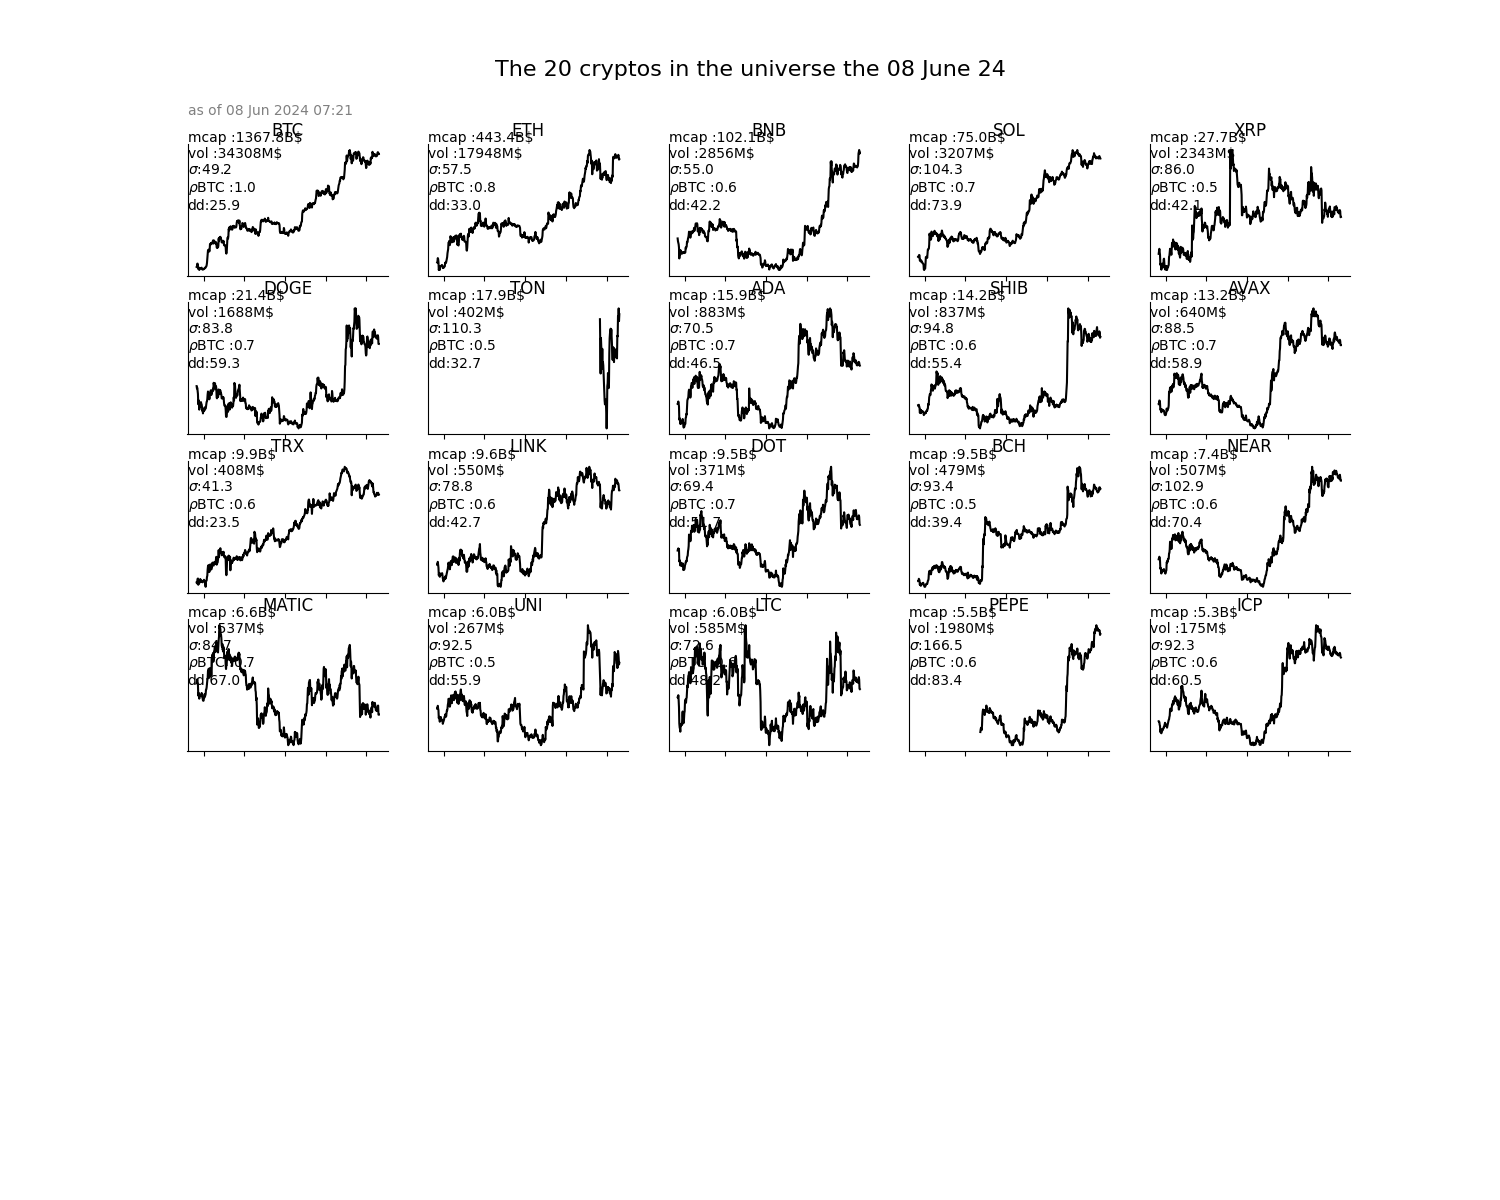 The 20 cryptos in the universe the 08 June 24
as of 08 Jun 2024 07:21
BTC
mcap :1367.8B$
vol :34308M$
σ:49.2
ρBTC :1.0
dd:25.9
ETH
mcap :443.4B$
vol :17948M$
σ:57.5
ρBTC :0.8
dd:33.0
BNB
mcap :102.1B$
vol :2856M$
σ:55.0
ρBTC :0.6
dd:42.2
SOL
mcap :75.0B$
vol :3207M$
σ:104.3
ρBTC :0.7
dd:73.9
XRP
mcap :27.7B$
vol :2343M$
σ:86.0
ρBTC :0.5
dd:42.1
DOGE
mcap :21.4B$
vol :1688M$
σ:83.8
ρBTC :0.7
dd:59.3
TON
mcap :17.9B$
vol :402M$
σ:110.3
ρBTC :0.5
dd:32.7
ADA
mcap :15.9B$
vol :883M$
σ:70.5
ρBTC :0.7
dd:46.5
SHIB
mcap :14.2B$
vol :837M$
σ:94.8
ρBTC :0.6
dd:55.4
AVAX
mcap :13.2B$
vol :640M$
σ:88.5
ρBTC :0.7
dd:58.9
TRX
mcap :9.9B$
vol :408M$
σ:41.3
ρBTC :0.6
dd:23.5
LINK
mcap :9.6B$
vol :550M$
σ:78.8
ρBTC :0.6
dd:42.7
DOT
mcap :9.5B$
vol :371M$
σ:69.4
ρBTC :0.7
BCH
mcap :9.5B$
vol :479M$
σ:93.4
ρBTC :0.5
dd:39.4
NEAR
mcap :7.4B$
vol :507M$
σ:102.9
ρBTC :0.6
dd:70.4
MATIC
mcap :6.6B$
vol :537M$
ρBTC :0.7
dd:67.0
UNI
mcap :6.0B$
vol :267M$
σ:92.5
ρBTC :0.5
dd:55.9
LTC
mcap :6.0B$
vol :585M$
σ:72.6
dd:48.2
PEPE
mcap :5.5B$
vol :1980M$
σ:166.5
ρBTC :0.6
dd:83.4
ICP
mcap :5.3B$
vol :175M$
σ:92.3
ρBTC :0.6
dd:60.5